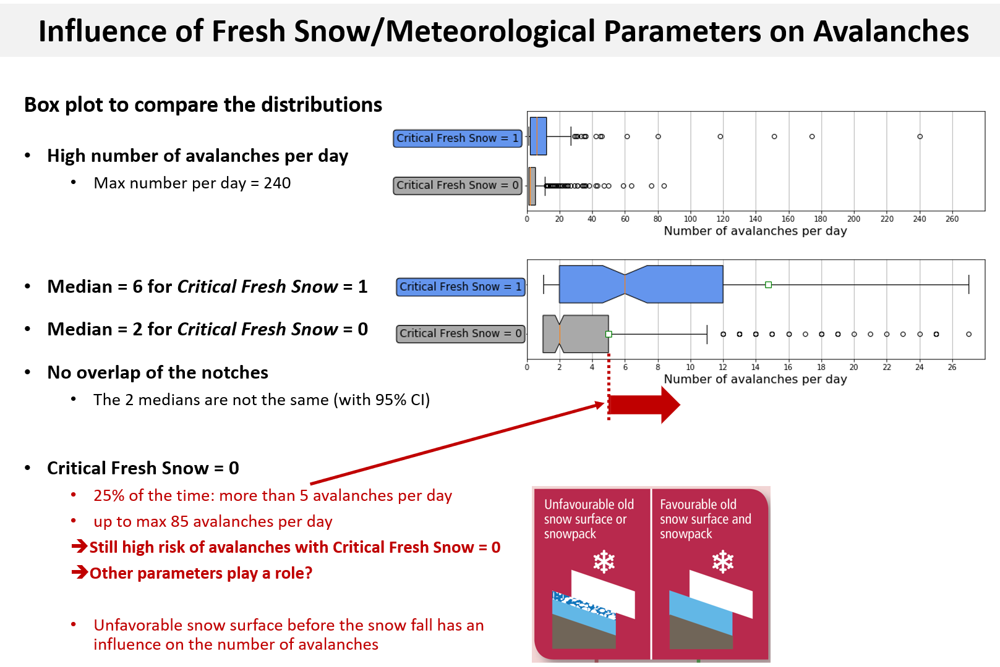 Influence of Fresh Snow/Meteorological Parameters on Avalanches
Box plot to compare the distributions
• High number of avalanches per day
• Max number per day = 240
Critical Fresh Snow = 1
Critical Fresh Snow = 0
0 20 40 60 80 100 120 140 160 180 200 220 240 260
Number of avalanches per day
• Median = 6 for Critical Fresh Snow = 1
• Median = 2 for Critical Fresh Snow = 0
• No overlap of the notches
• The 2 medians are not the same (with 95% CI)
Critical Fresh Snow = 1
Critical Fresh Snow = 0
0 2 4 6 8 10 12 14 16 18 20 22 24 26
Number of avalanches per day
• Critical Fresh Snow = 0
• 25% of the time: more than 5 avalanches per day
• up to max 85 avalanches per day
➔Still high risk of avalanches with Critical Fresh Snow = 0
➔Other parameters play a role?
• Unfavorable snow surface before the snow fall has an
influence on the number of avalanches
Unfavourable old
snow surface or
snowpack
Favourable old
snow surface and
snowpack